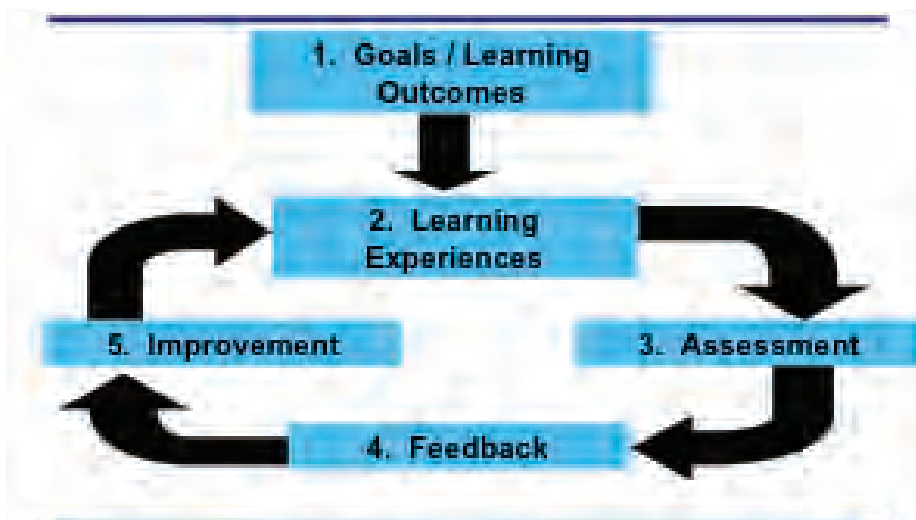 1. Goals / Learning
Outcomes
2. Learning
Experiences
3. Assessment
4. Feedback
5. Improvement